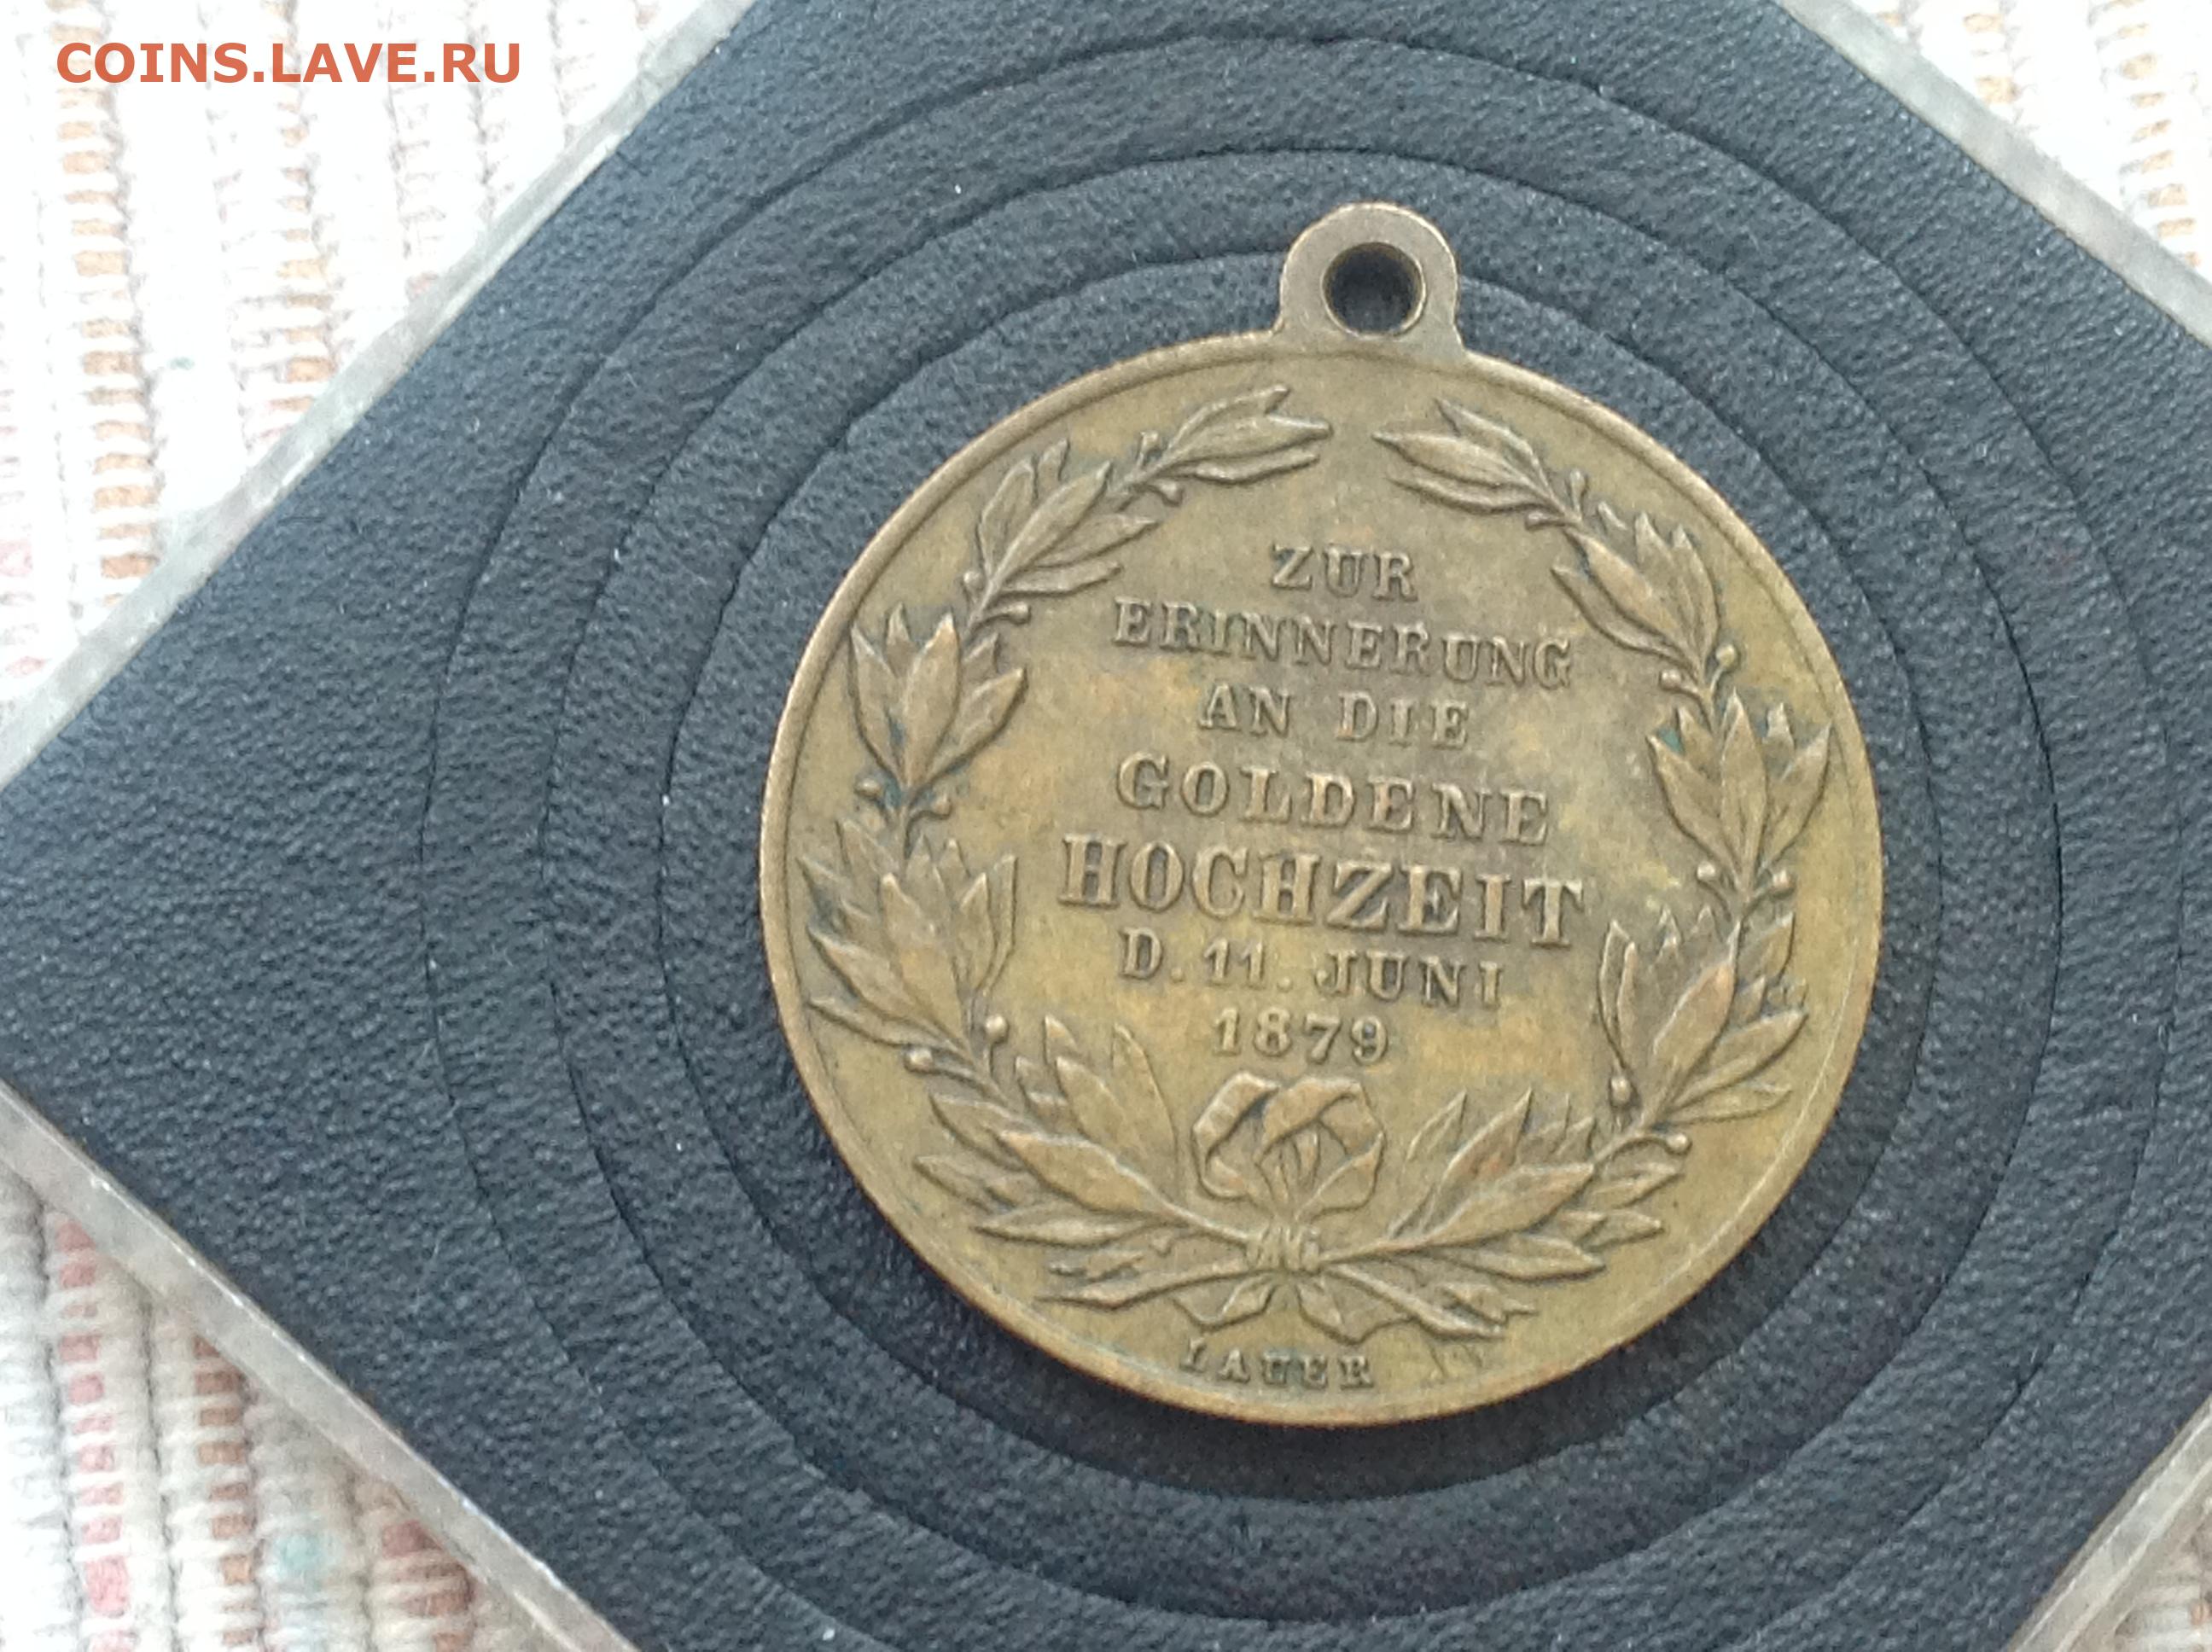 COINS.LAVE.RU
ZUR
ERINNERUNG
AN DIE
GOLDENE
HOCHZEIT
D. 11. JUNI
1879
LAUER